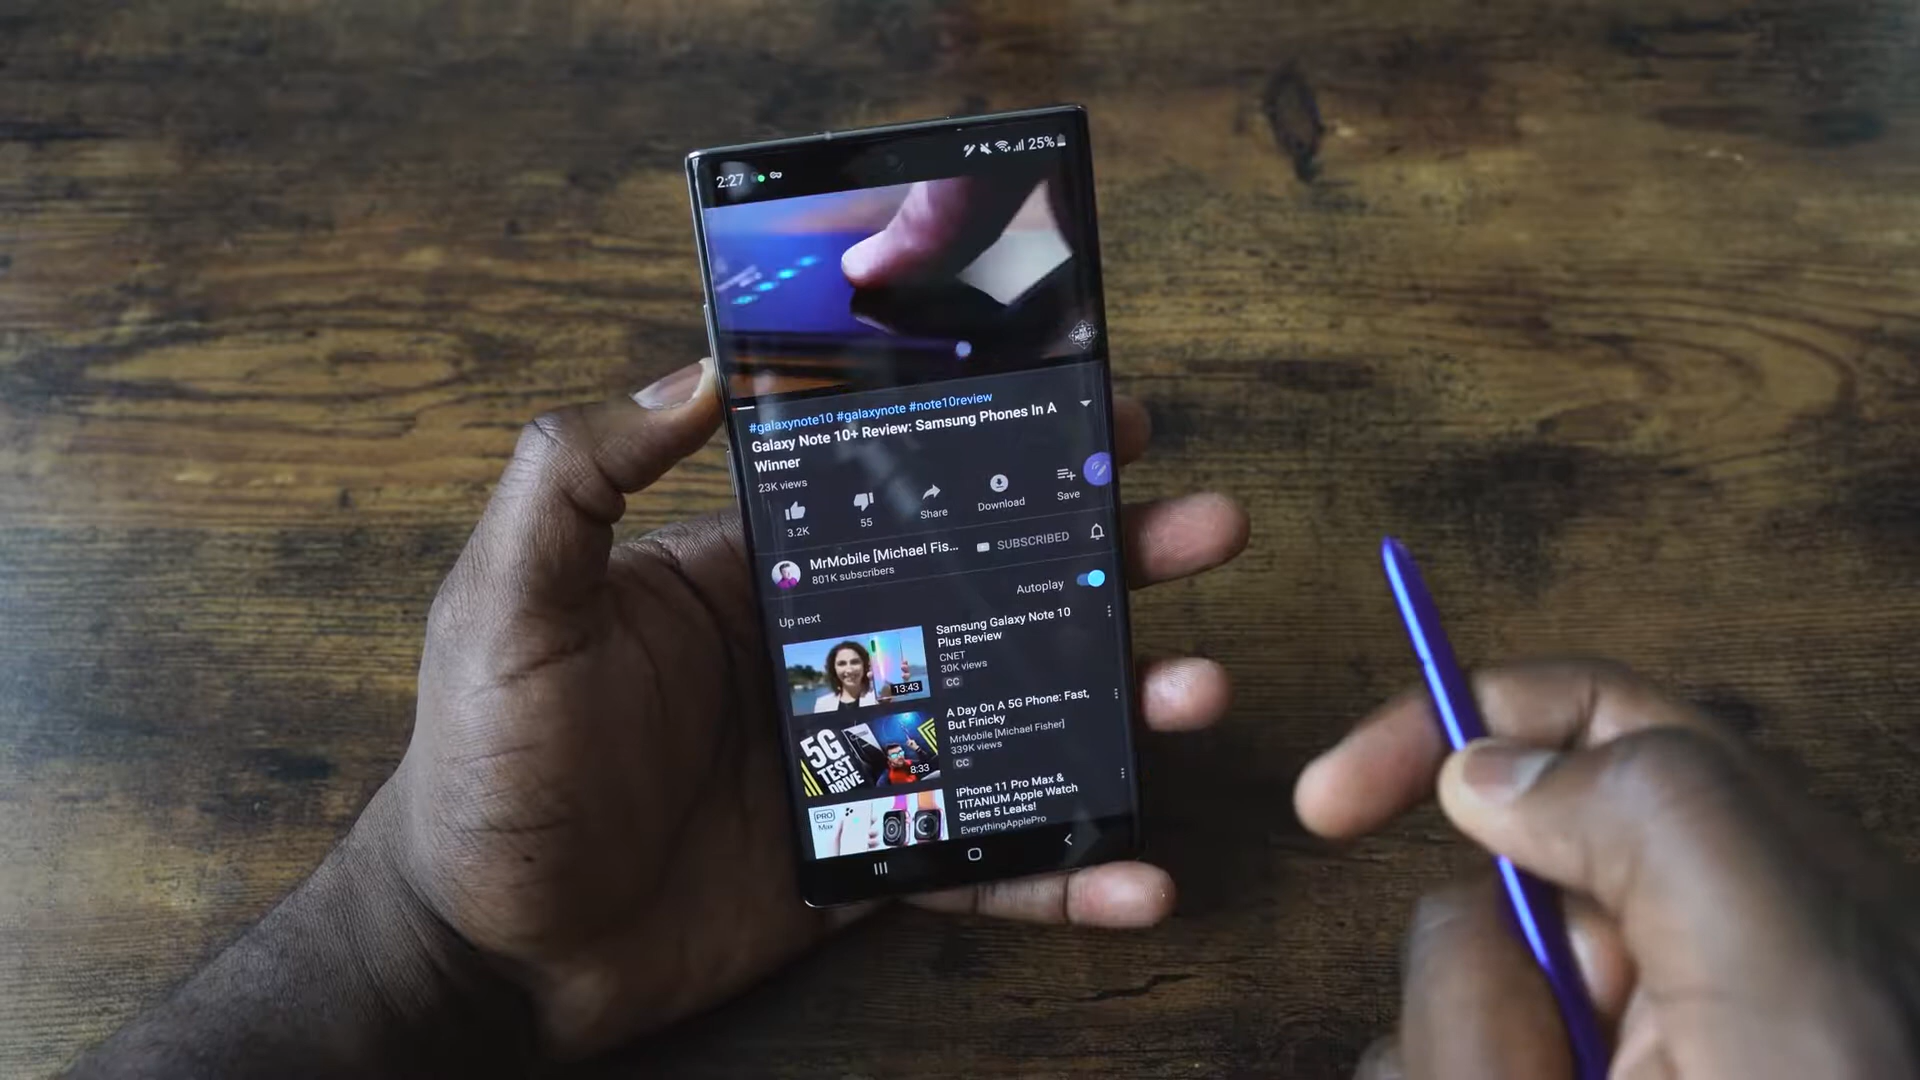 2:27
25%
#galaxynote10 #galaxynote #note10review
Galaxy Note 10+ Review: Samsung Phones In A
Winner
23K views
3.2K
55
Share
Download
Save
MrMobile [Michael Fis...
801K subscribers
SUBSCRIBED
Autoplay
Up next
13:43
Samsung Galaxy Note 10
Plus Review
CNET
30K views
CC
5G
TEST
DRIVE
8:33
A Day On A 5G Phone: Fast,
But Finicky
MrMobile [Michael Fisher]
339K views
CC
PRO
Max
iPhone 11 Pro Max &
TITANIUM Apple Watch
Series 5 Leaks!
EverythingApplePro